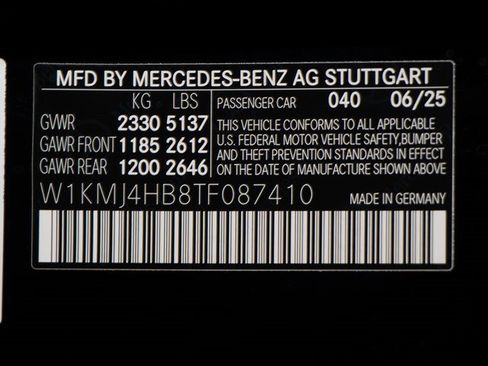 MFD BY MERCEDES-BENZ AG STUTTGART
KG LBS PASSENGER CAR 040 06/25
GVWR 2330 5137 THIS VEHICLE CONFORMS TO ALL APPLICABLE
GAWR FRONT 1185 2612 U.S. FEDERAL MOTOR VEHICLE SAFETY,BUMPER
GAWR REAR 1200 2646 AND THEFT PREVENTION STANDARDS IN EFFECT
ON THE DATE OF MANUFACTURE SHOWN ABOVE
W1KMJ4HB8TF087410 MADE IN GERMANY